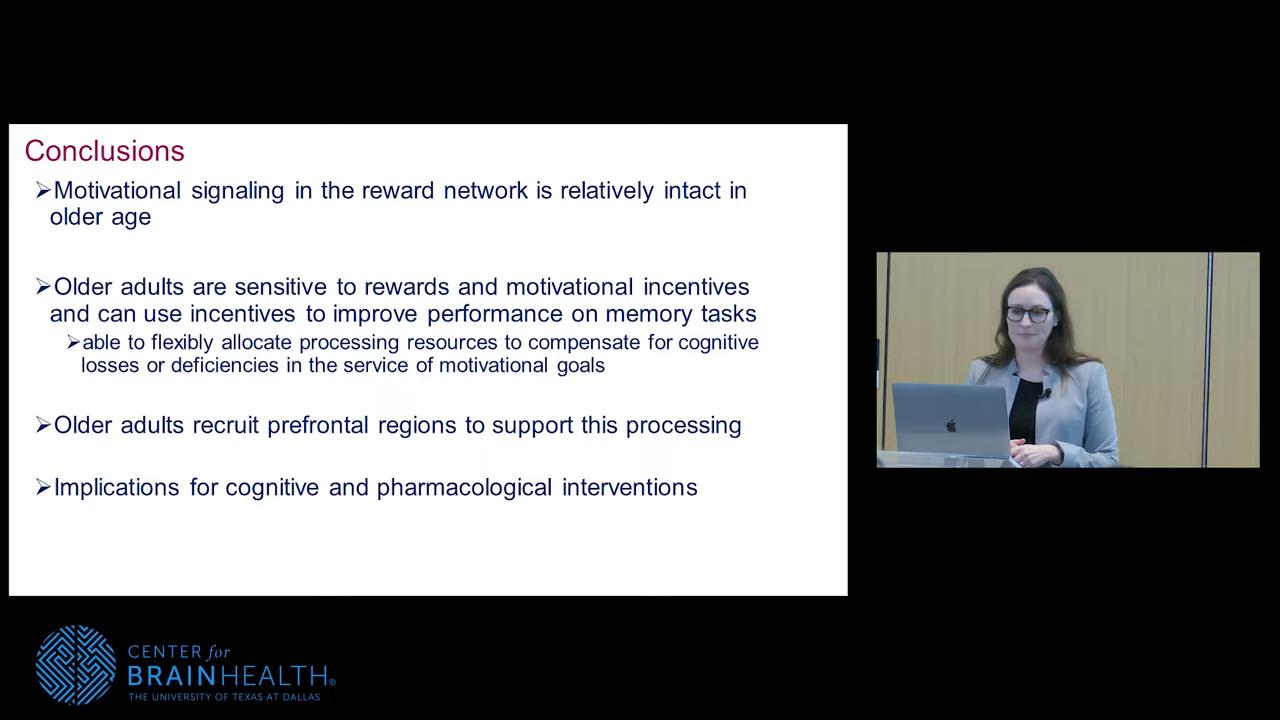 Conclusions
➢Motivational signaling in the reward network is relatively intact in
older age
➢Older adults are sensitive to rewards and motivational incentives
and can use incentives to improve performance on memory tasks
➢able to flexibly allocate processing resources to compensate for cognitive
losses or deficiencies in the service of motivational goals
➢Older adults recruit prefrontal regions to support this processing
➢Implications for cognitive and pharmacological interventions
CENTER for
BRAINHEALTH®
THE UNIVERSITY OF TEXAS AT DALLAS